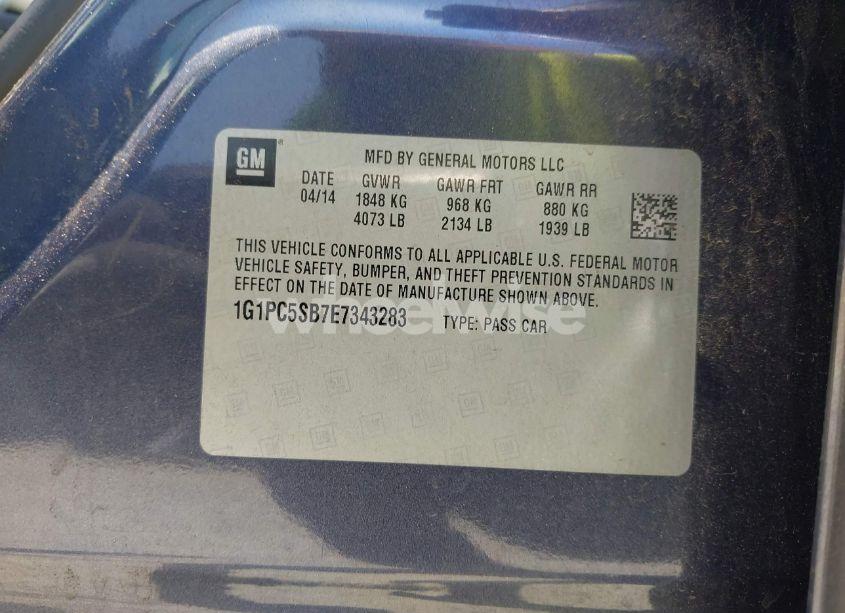 GM
MFD BY GENERAL MOTORS LLC
DATE GVWR GAWR FRT GAWR RR
04/14 1848 KG 968 KG 880 KG
4073 LB 2134 LB 1939 LB
THIS VEHICLE CONFORMS TO ALL APPLICABLE U.S. FEDERAL MOTOR
VEHICLE SAFETY, BUMPER, AND THEFT PREVENTION STANDARDS IN
EFFECT ON THE DATE OF MANUFACTURE SHOWN ABOVE.
1G1PC5SB7E7343283 TYPE: PASS CAR
wheelwise